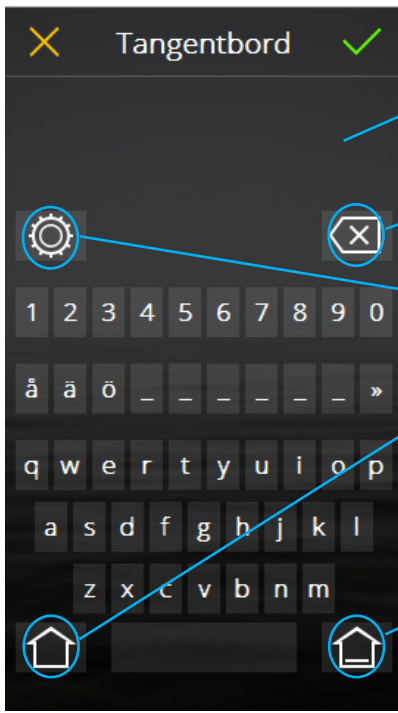 Tangentbord
1 2 3 4 5 6 7 8 9 0
å ä ö _ _ _ _ _ _ »
q w e r t y u i o p
a s d f g h j k l
z x c v b n m